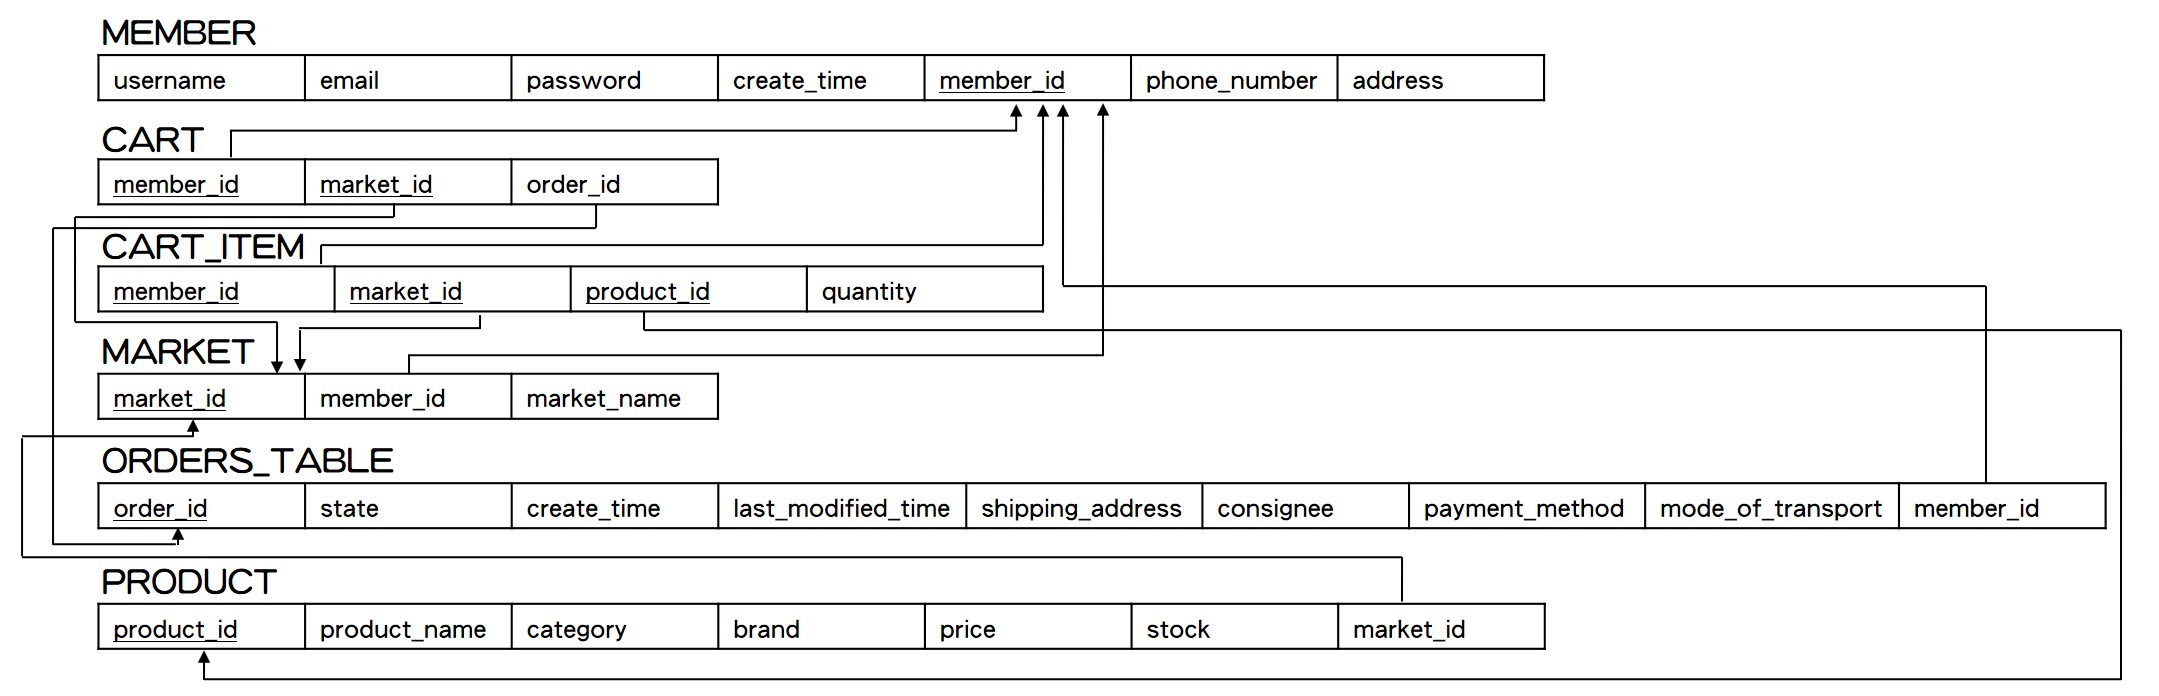 MEMBER
username email password create_time member_id phone_number address
CART
member_id market_id order_id
CART_ITEM
member_id market_id product_id quantity
MARKET
market_id member_id market_name
ORDERS_TABLE
order_id state create_time last_modified_time shipping_address consignee payment_method mode_of_transport member_id
PRODUCT
product_id product_name category brand price stock market_id